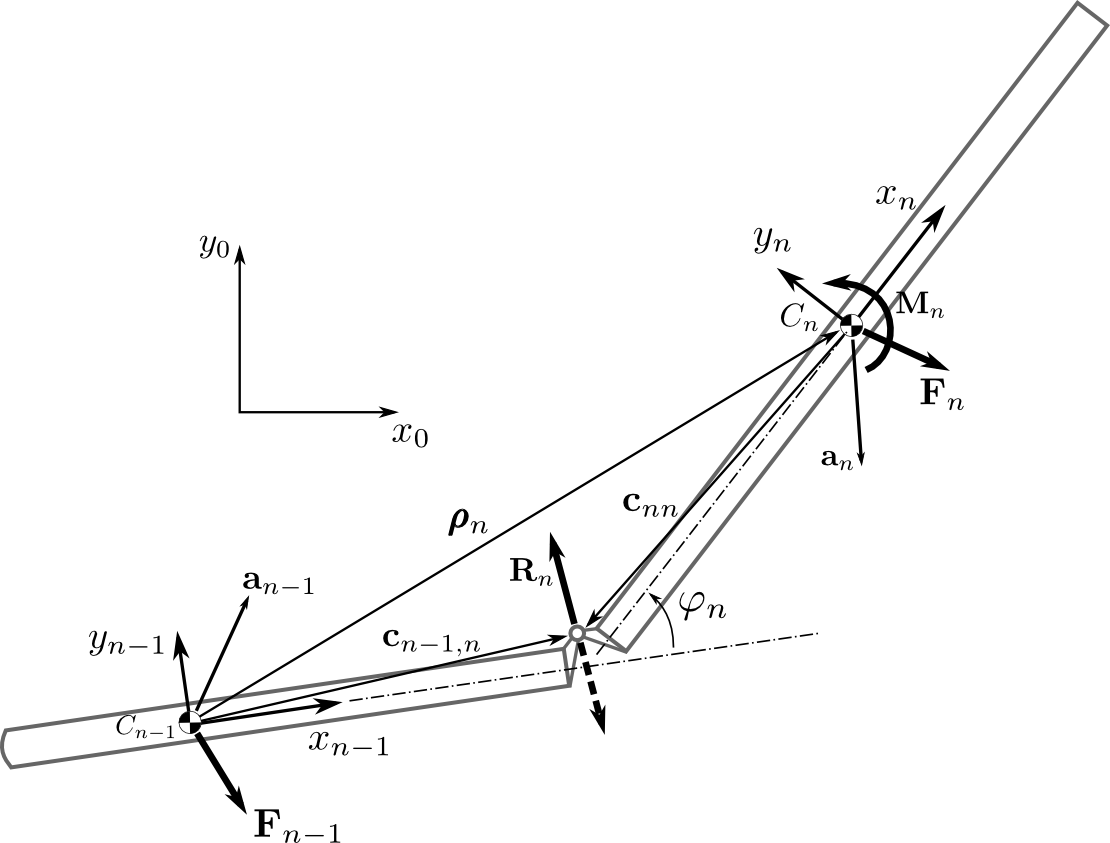 xₙ
yₙ
y₀
Mₙ
Cₙ
Fₙ
x₀
aₙ
cₙₙ
ρₙ
Rₙ
aₙ₋₁
φₙ
yₙ₋₁
cₙ₋₁,ₙ
Cₙ₋₁
xₙ₋₁
Fₙ₋₁